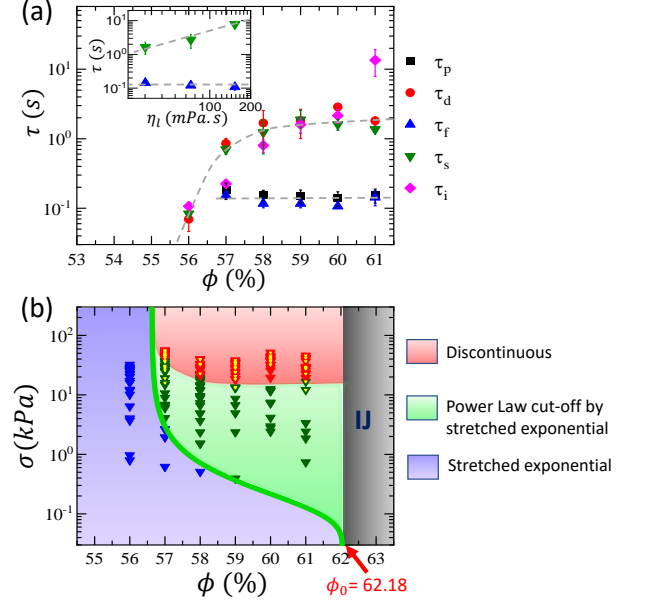 (a)
τ (s)
10¹
10⁰
10⁻¹
τ (s)
10¹
10⁰
10⁻¹
100 200
η_l (mPa.s)
53 54 55 56 57 58 59 60 61
ϕ (%)
τ_p
τ_d
τ_f
τ_s
τ_i
(b)
σ(kPa)
10²
10¹
10⁰
10⁻¹
IJ
55 56 57 58 59 60 61 62 63
ϕ (%)
ϕ₀= 62.18
Discontinuous
Power Law cut-off by
stretched exponential
Stretched exponential